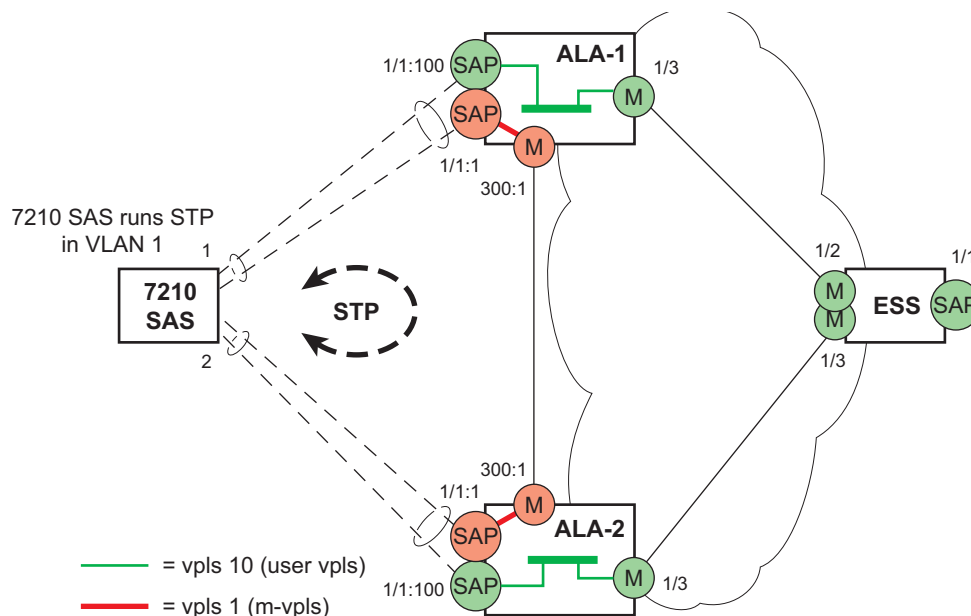 ALA-1
1/1:100
SAP
1/3
M
SAP
M
1/1:1
300:1
7210 SAS runs STP
in VLAN 1
1
1/2
1/1
7210
SAS
STP
M
M
ESS
SAP
2
1/3
300:1
1/1:1
M
ALA-2
SAP
= vpls 10 (user vpls)
SAP
M
1/3
1/1:100
= vpls 1 (m-vpls)